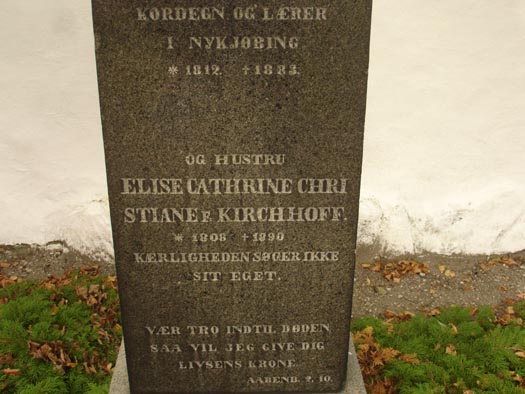 KORDEGN OG LÆRER
I NYKJØBING
* 1812 + 1883.
OG HUSTRU
ELISE CATHRINE CHRI
STIANE F. KIRCHHOFF.
* 1808 + 1890
KÆRLIGHEDEN SØGER IKKE
SIT EGET.
VÆR TRO INDTIL DØDEN
SAA VIL JEG GIVE DIG
LIVSENS KRONE
AABENB. 2. 10.